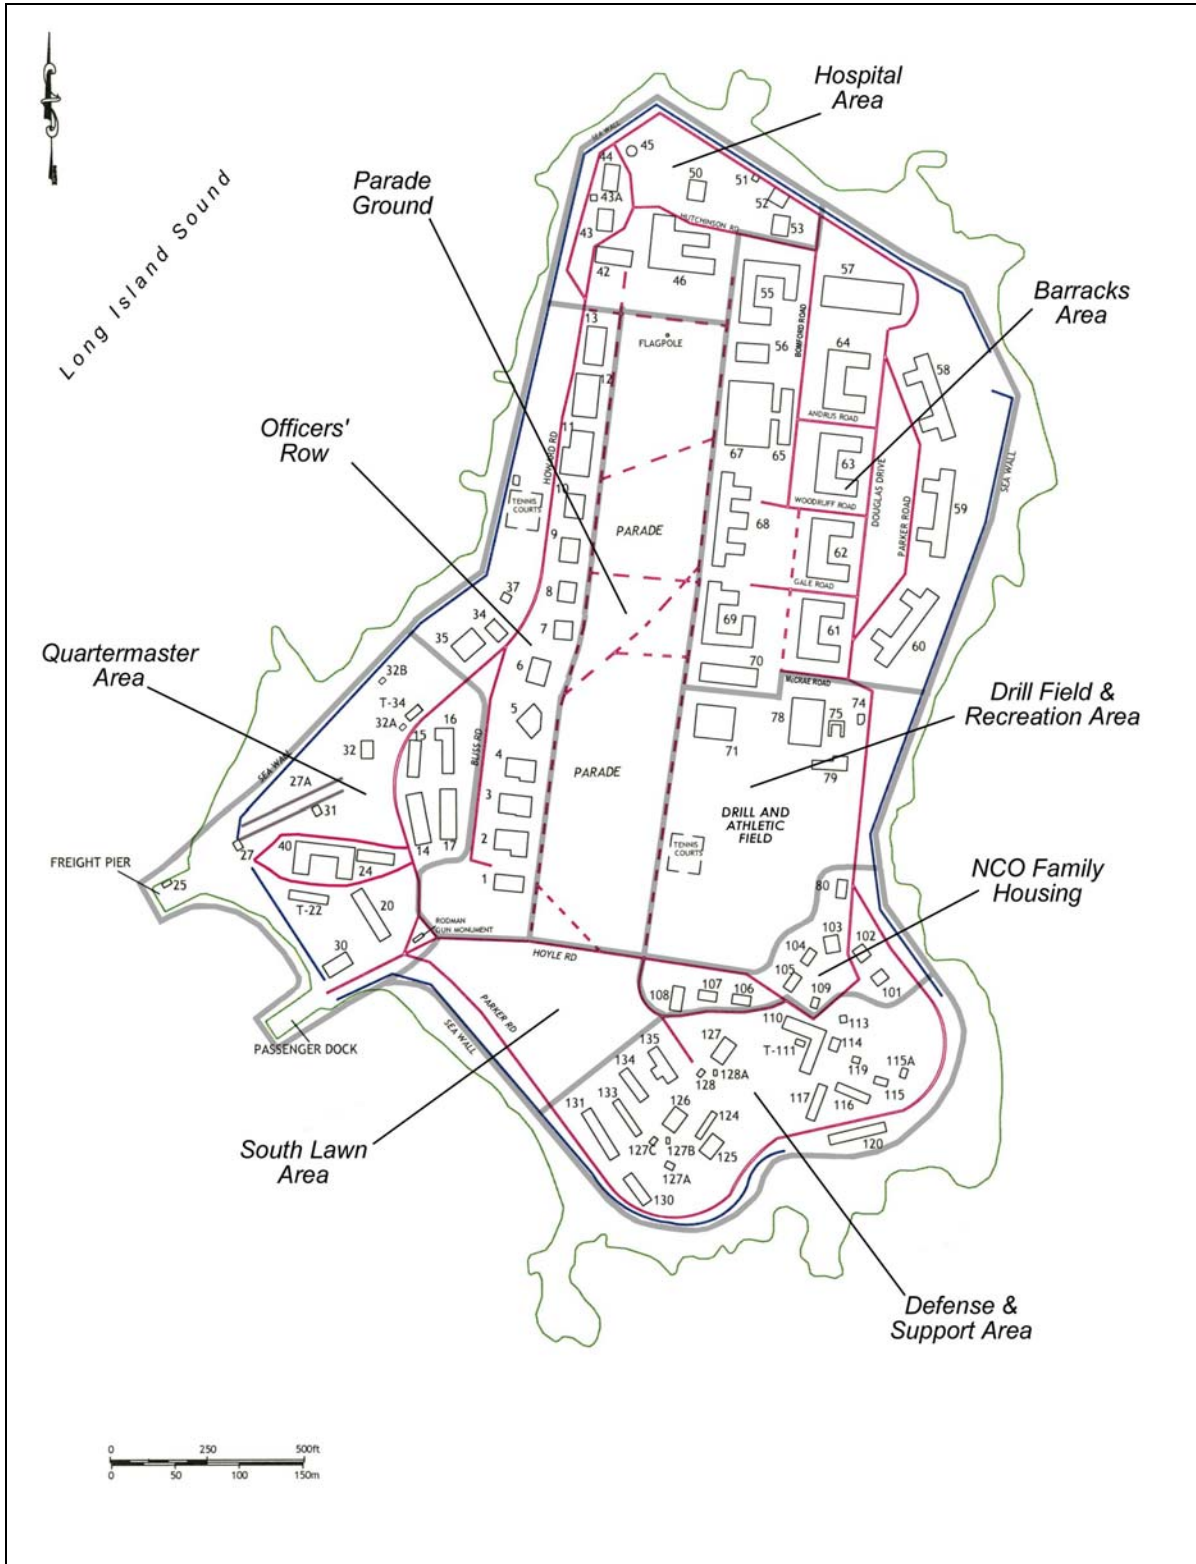 Hospital
Area
SEA WALL
44
45
50
51
52
43A
53
43
HUTCHINSON RD
42
46
Long Island Sound
Parade
Ground
57
55
Barracks
Area
13
FLAGPOLE
56
BOMFORD ROAD
64
58
12
ANDRUS ROAD
Officers'
Row
11
HOWARD RD
67
65
63
DOUGLAS DRIVE
SEA WALL
10
TENNIS
COURTS
WOODRUFF ROAD
PARKER ROAD
59
PARADE
68
9
62
8
GALE ROAD
37
34
7
69
61
60
35
Quartermaster
Area
6
70
32B
McCRAE ROAD
Drill Field &
Recreation Area
T-34
16
5
74
32A
15
78
75
71
32
BLISS RD
4
SEA WALL
79
27A
PARADE
3
31
DRILL AND
ATHLETIC
FIELD
2
14
17
TENNIS
COURTS
27
40
24
FREIGHT PIER
25
1
NCO Family
Housing
80
T-22
20
RODMAN
GUN MONUMENT
103
102
30
HOYLE RD
104
105
101
108
107
106
109
PARKER RD
110
113
SEA WALL
127
T-111
114
PASSENGER DOCK
135
119
115A
134
128
128A
115
133
117
116
131
126
124
120
127C
127B
125
South Lawn
Area
127A
130
Defense &
Support Area
0 250 500ft
0 50 100 150m